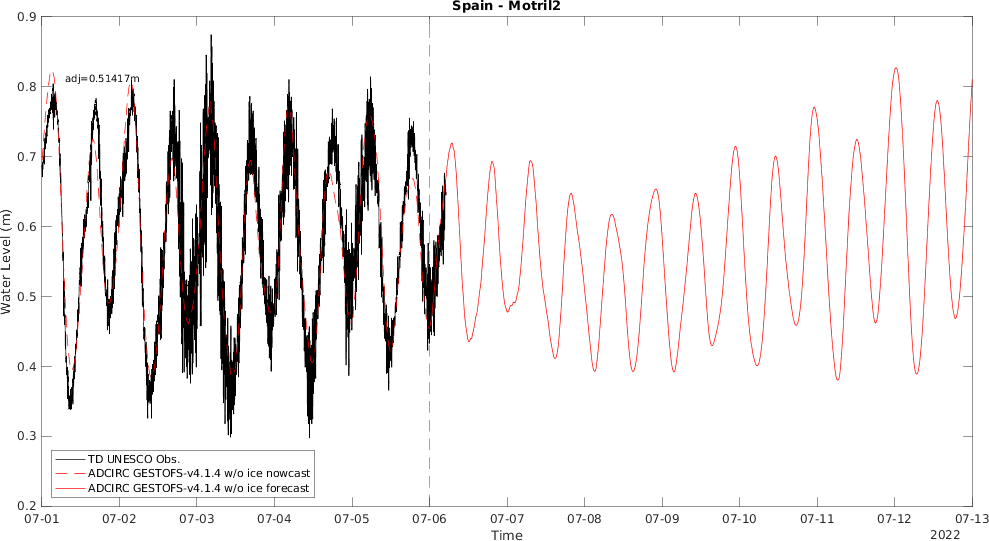 Spain - Motril2
0.9
0.8
0.7
0.6
0.5
0.4
0.3
0.2
Water Level (m)
adj=0.51417m
TD UNESCO Obs.
ADCIRC GESTOFS-v4.1.4 w/o ice nowcast
ADCIRC GESTOFS-v4.1.4 w/o ice forecast
07-01 07-02 07-03 07-04 07-05 07-06 07-07 07-08 07-09 07-10 07-11 07-12 07-13
Time
2022